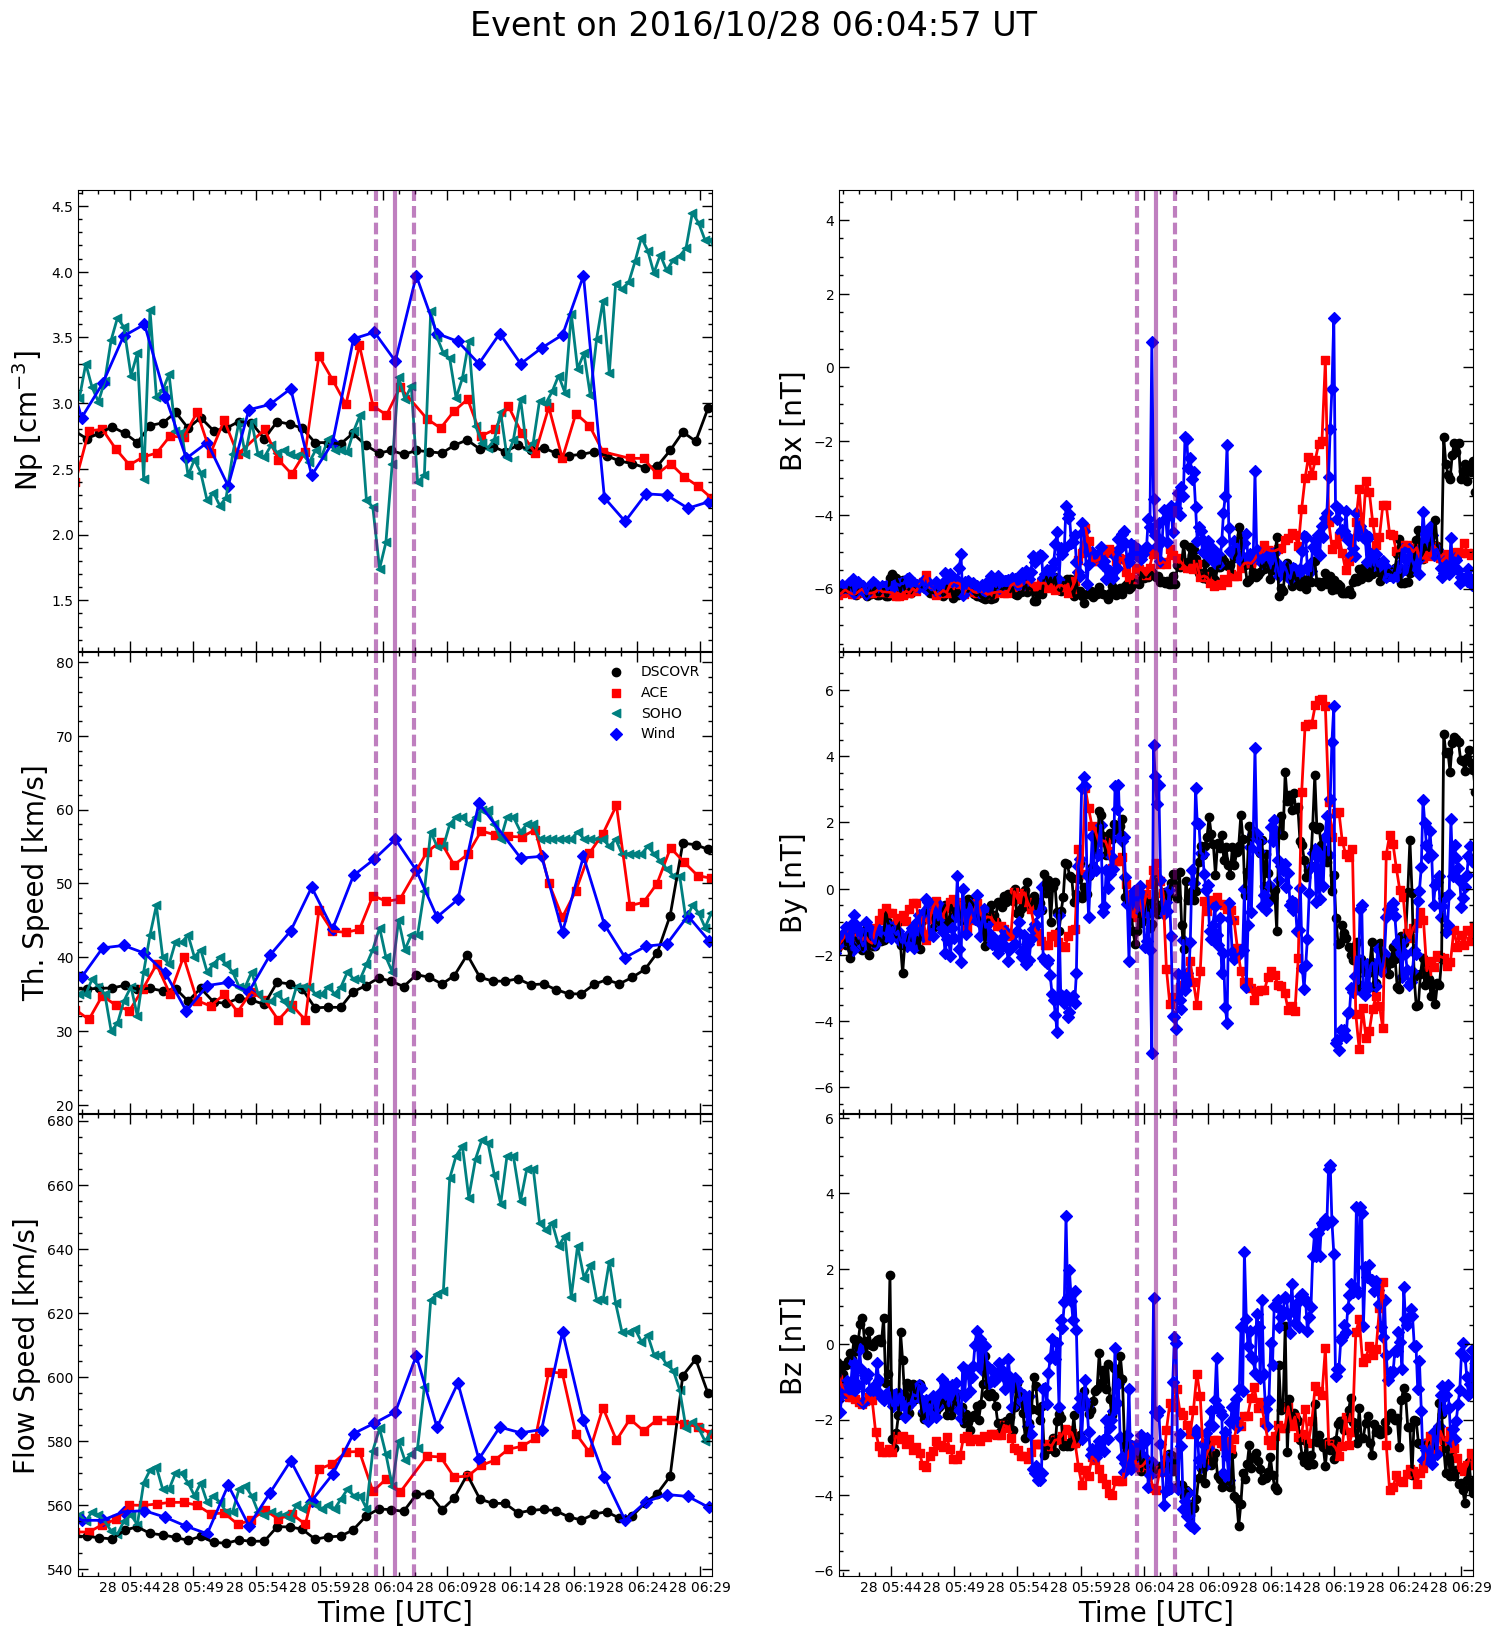 Event on 2016/10/28 06:04:57 UT
Np [cm⁻³]
4.5
4.0
3.5
3.0
2.5
2.0
1.5
Bx [nT]
4
2
0
−2
−4
−6
Th. Speed [km/s]
80
70
60
50
40
30
20
DSCOVR
ACE
SOHO
Wind
By [nT]
6
4
2
0
−2
−4
−6
Flow Speed [km/s]
680
660
640
620
600
580
560
540
Bz [nT]
6
4
2
0
−2
−4
−6
28 05:44 28 05:49 28 05:54 28 05:59 28 06:04 28 06:09 28 06:14 28 06:19 28 06:24 28 06:29
Time [UTC]
28 05:44 28 05:49 28 05:54 28 05:59 28 06:04 28 06:09 28 06:14 28 06:19 28 06:24 28 06:29
Time [UTC]